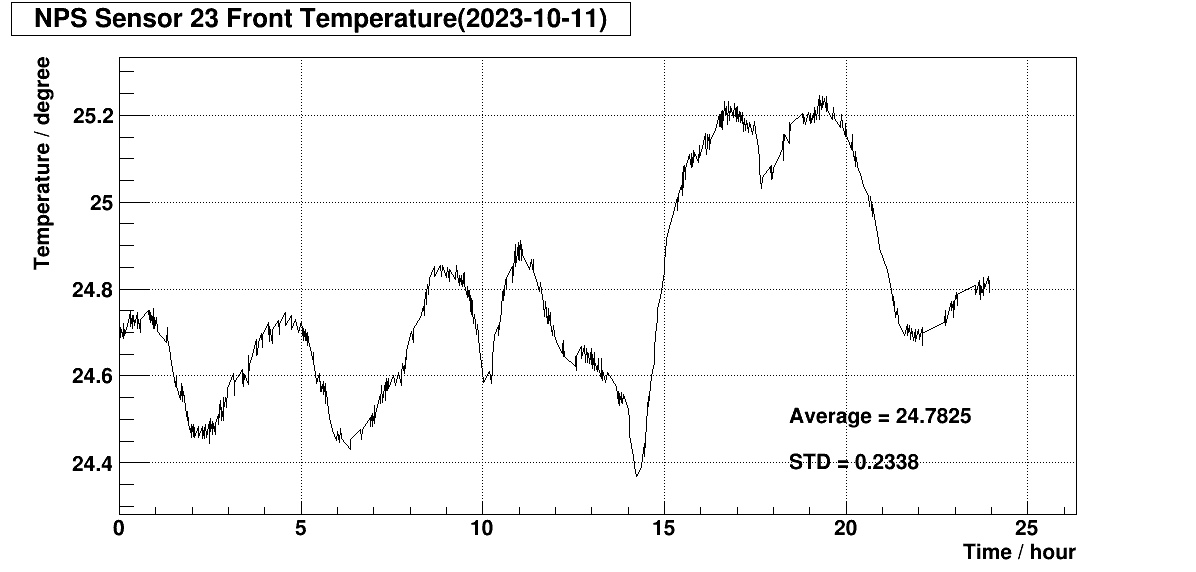 NPS Sensor 23 Front Temperature(2023-10-11)
Temperature / degree
25.2
25
24.8
24.6
24.4
Average = 24.7825
STD = 0.2338
0 5 10 15 20 25
Time / hour